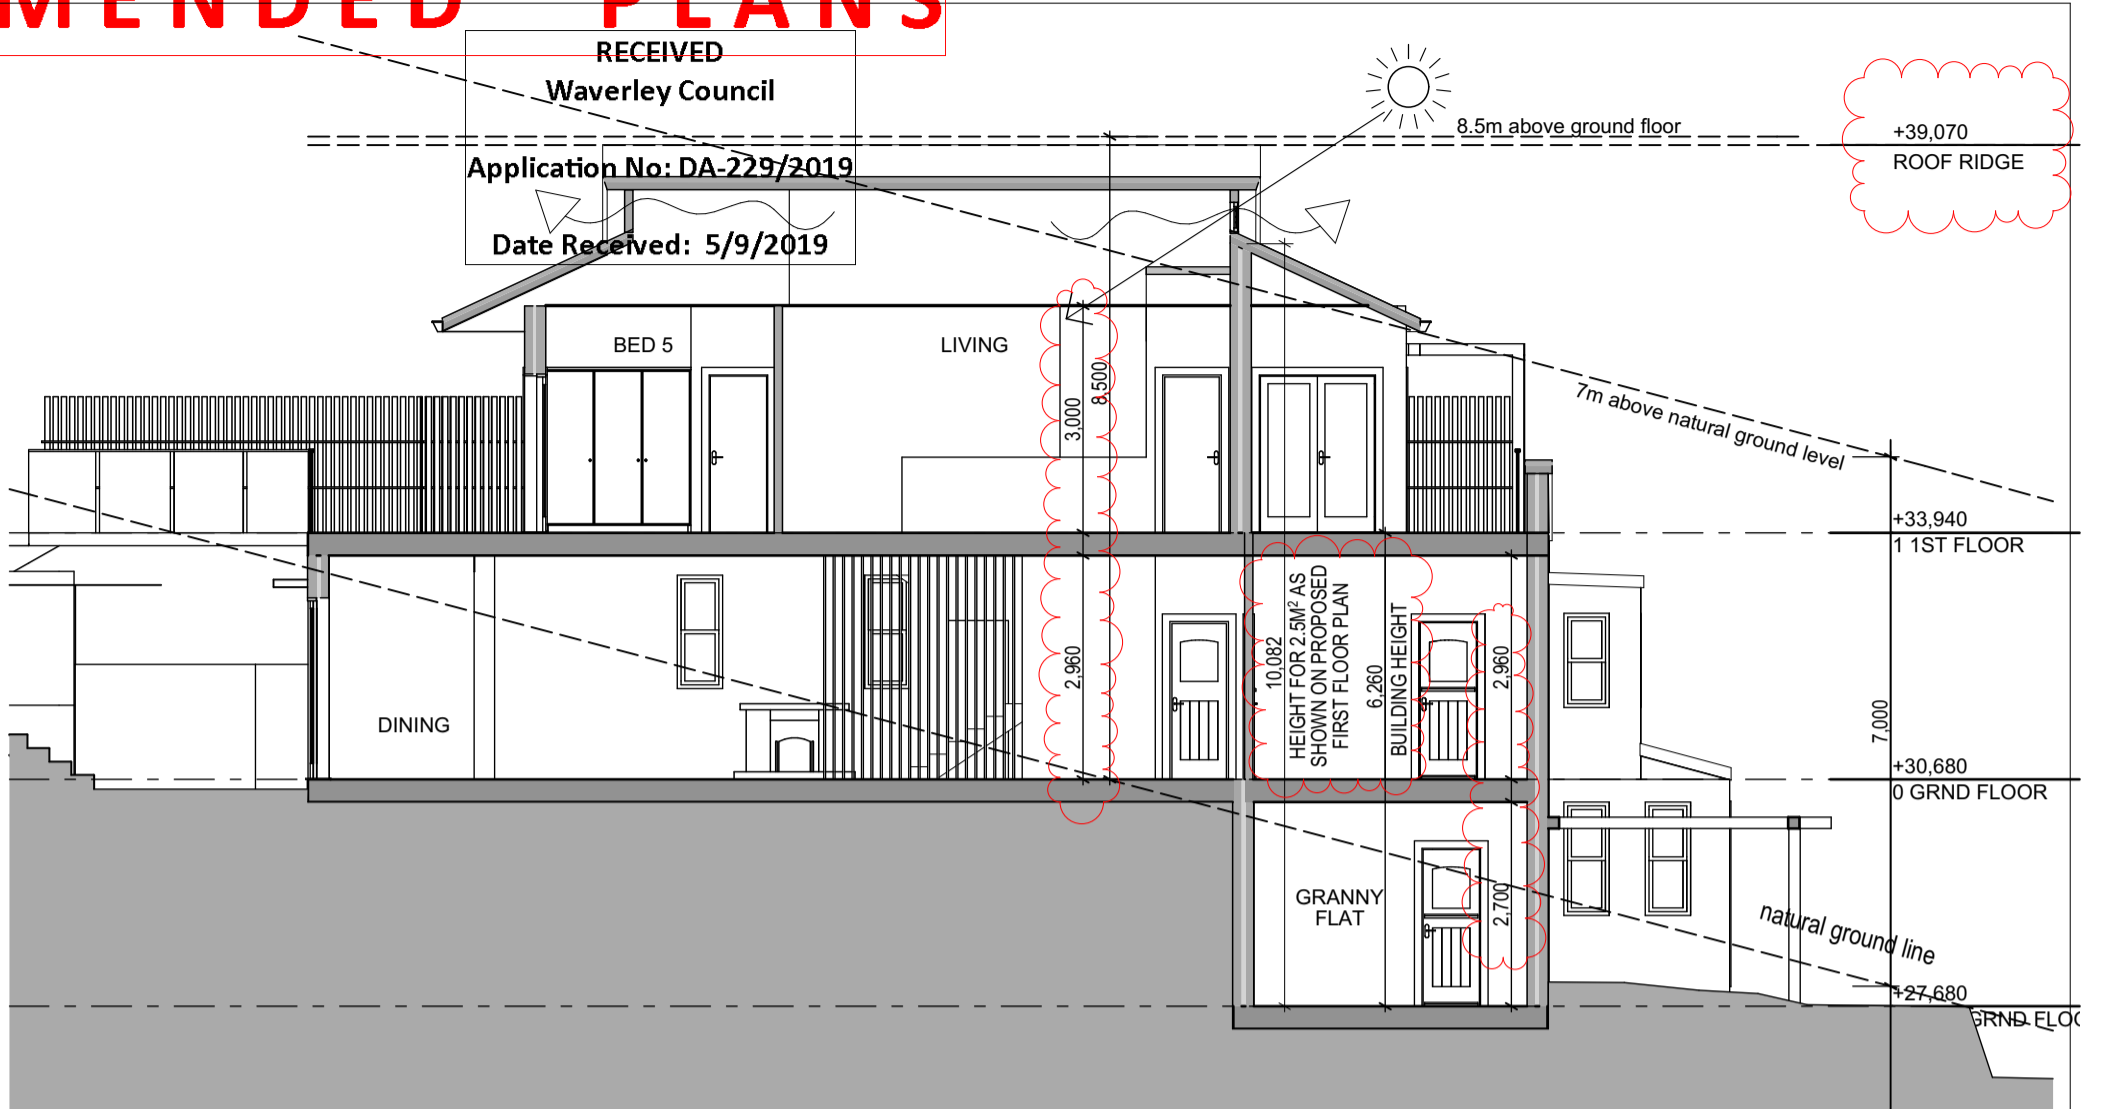 MENDED PLANS
RECEIVED
Waverley Council
Application No: DA-229/2019
Date Received: 5/9/2019
8.5m above ground floor
+39,070
ROOF RIDGE
BED 5
LIVING
3,000
8,500
7m above natural ground level
+33,940
1 1ST FLOOR
DINING
2,960
10,082
HEIGHT FOR 2.5M² AS
SHOWN ON PROPOSED
FIRST FLOOR PLAN
6,260
BUILDING HEIGHT
2,960
7,000
+30,680
0 GRND FLOOR
GRANNY
FLAT
2,700
natural ground line
+27,680
GRND FLOO